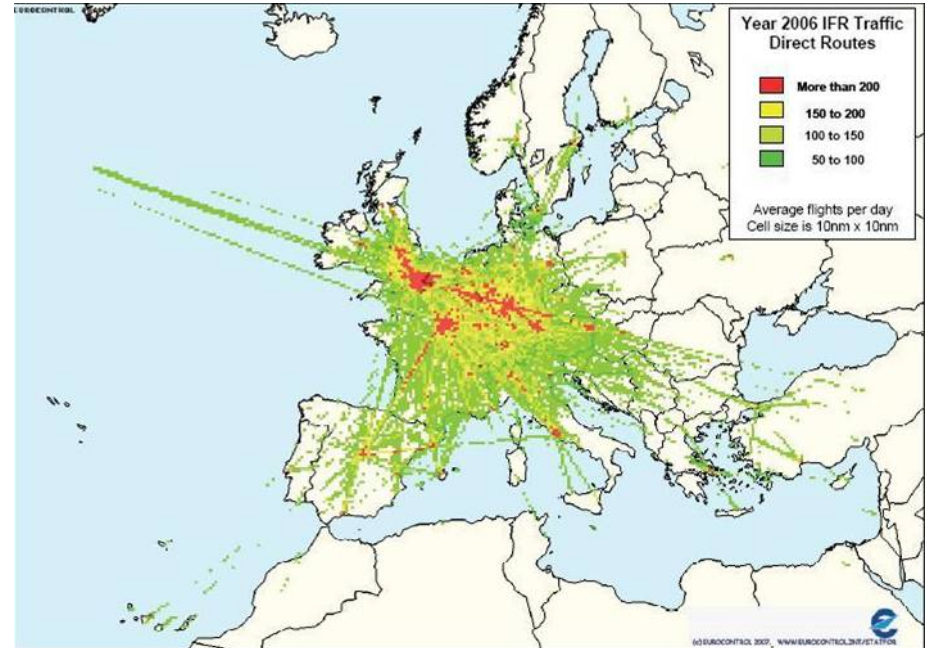 EUROCONTROL
Year 2006 IFR Traffic
Direct Routes
More than 200
150 to 200
100 to 150
50 to 100
Average flights per day
Cell size is 10nm x 10nm
(c) EUROCONTROL 2007, WWW.EUROCONTROL.INT/STATFOR